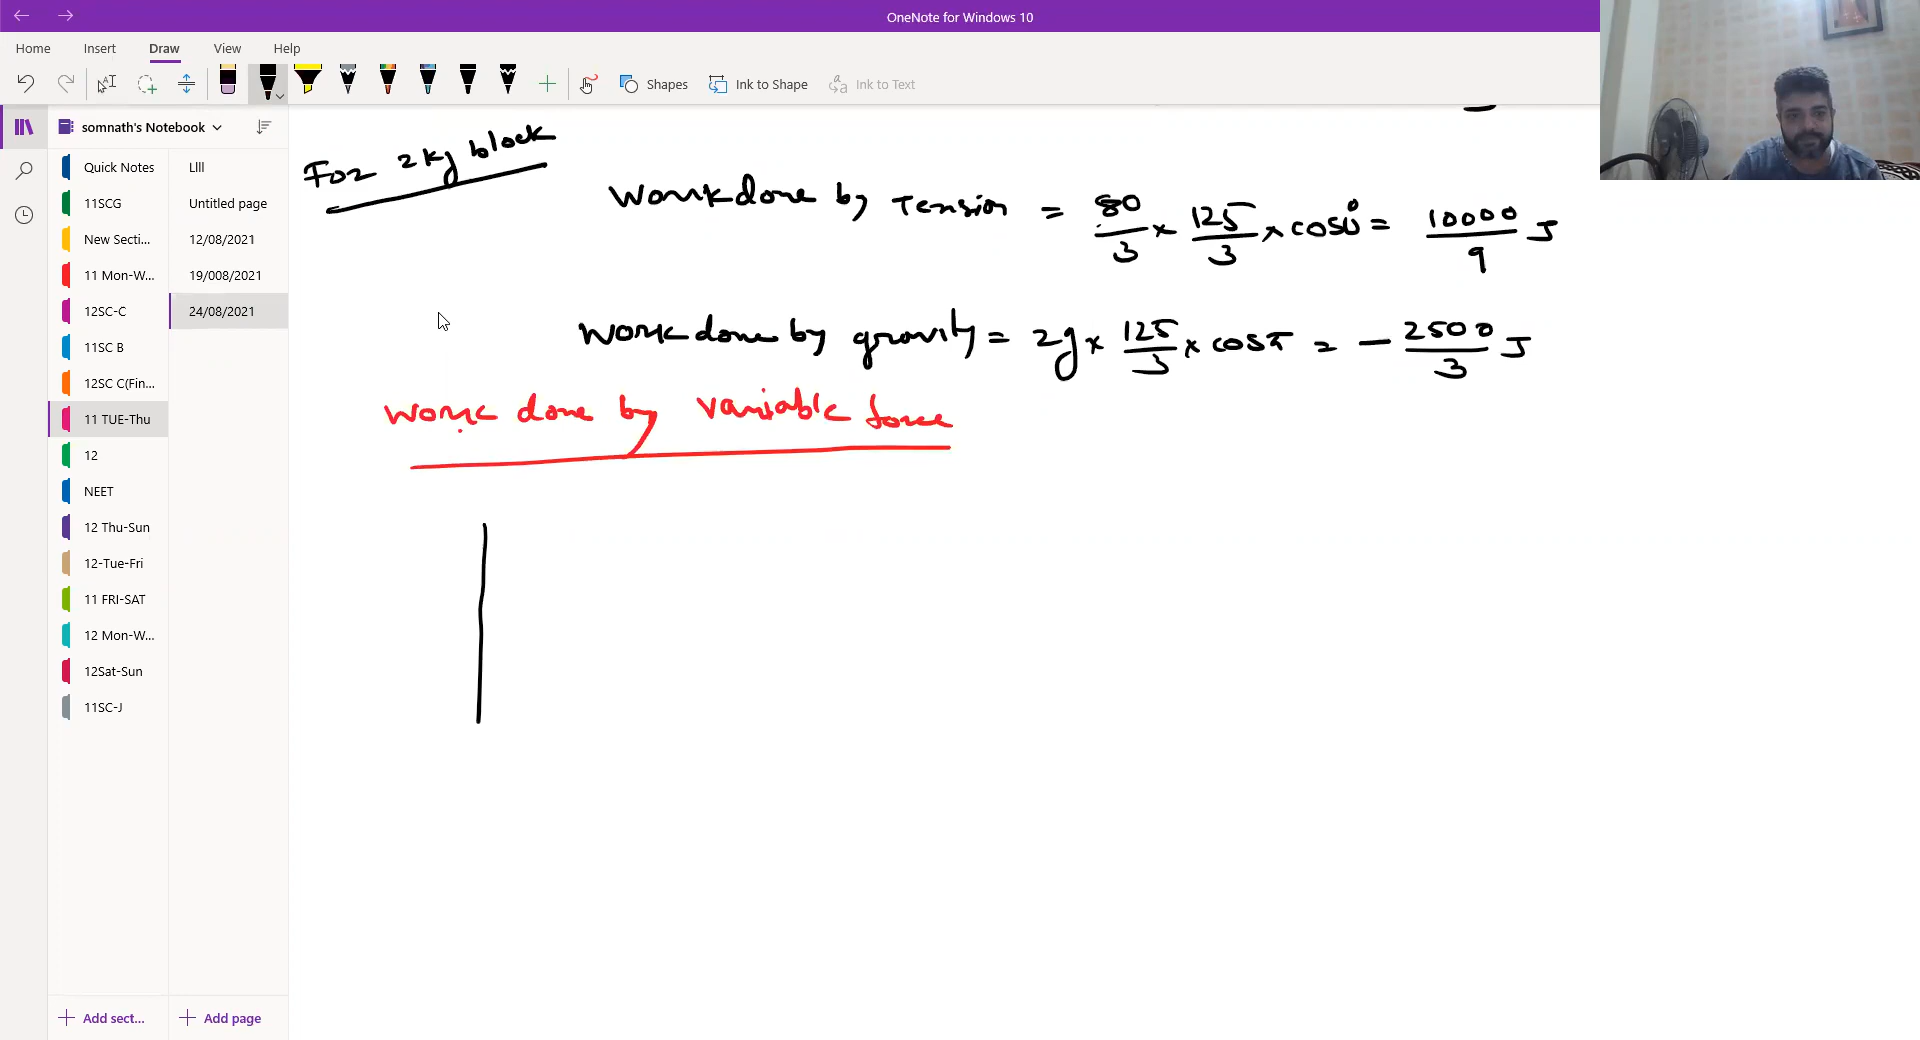 OneNote for Windows 10
Home Insert Draw View Help
Shapes Ink to Shape Ink to Text
somnath's Notebook
Quick Notes
11SCG
New Secti...
11 Mon-W...
12SC-C
11SC B
12SC C(Fin...
11 TUE-Thu
12
NEET
12 Thu-Sun
12-Tue-Fri
11 FRI-SAT
12 Mon-W...
12Sat-Sun
11SC-J
Add sect...
Llll
Untitled page
12/08/2021
19/008/2021
24/08/2021
Add page
For 2kg block
Work done by Tension = 80/3 × 125/3 × cos0° = 10000/9 J
Work done by gravity = 2g × 125/3 × cosπ = - 2500/3 J
Work done by variable force